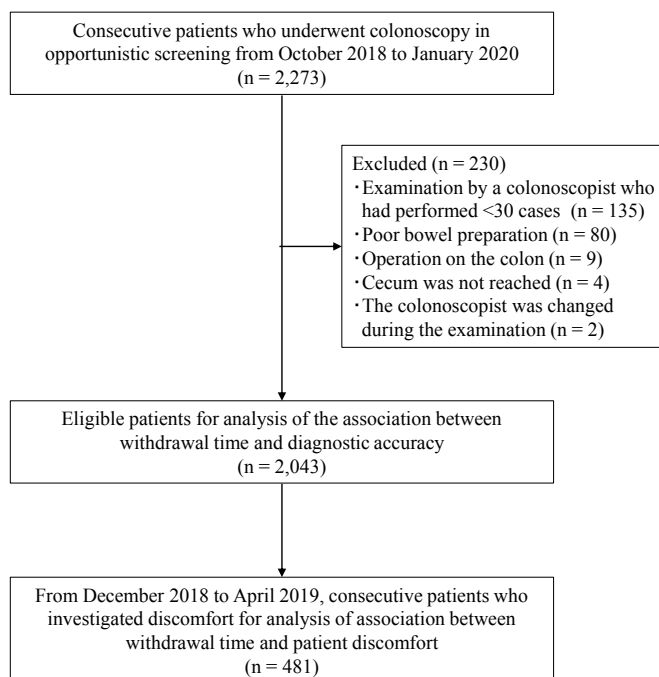 Consecutive patients who underwent colonoscopy in
opportunistic screening from October 2018 to January 2020
(n = 2,273)
Excluded (n = 230)
・Examination by a colonoscopist who
had performed <30 cases (n = 135)
・Poor bowel preparation (n = 80)
・Operation on the colon (n = 9)
・Cecum was not reached (n = 4)
・The colonoscopist was changed
during the examination (n = 2)
Eligible patients for analysis of the association between
withdrawal time and diagnostic accuracy
(n = 2,043)
From December 2018 to April 2019, consecutive patients who
investigated discomfort for analysis of association between
withdrawal time and patient discomfort
(n = 481)